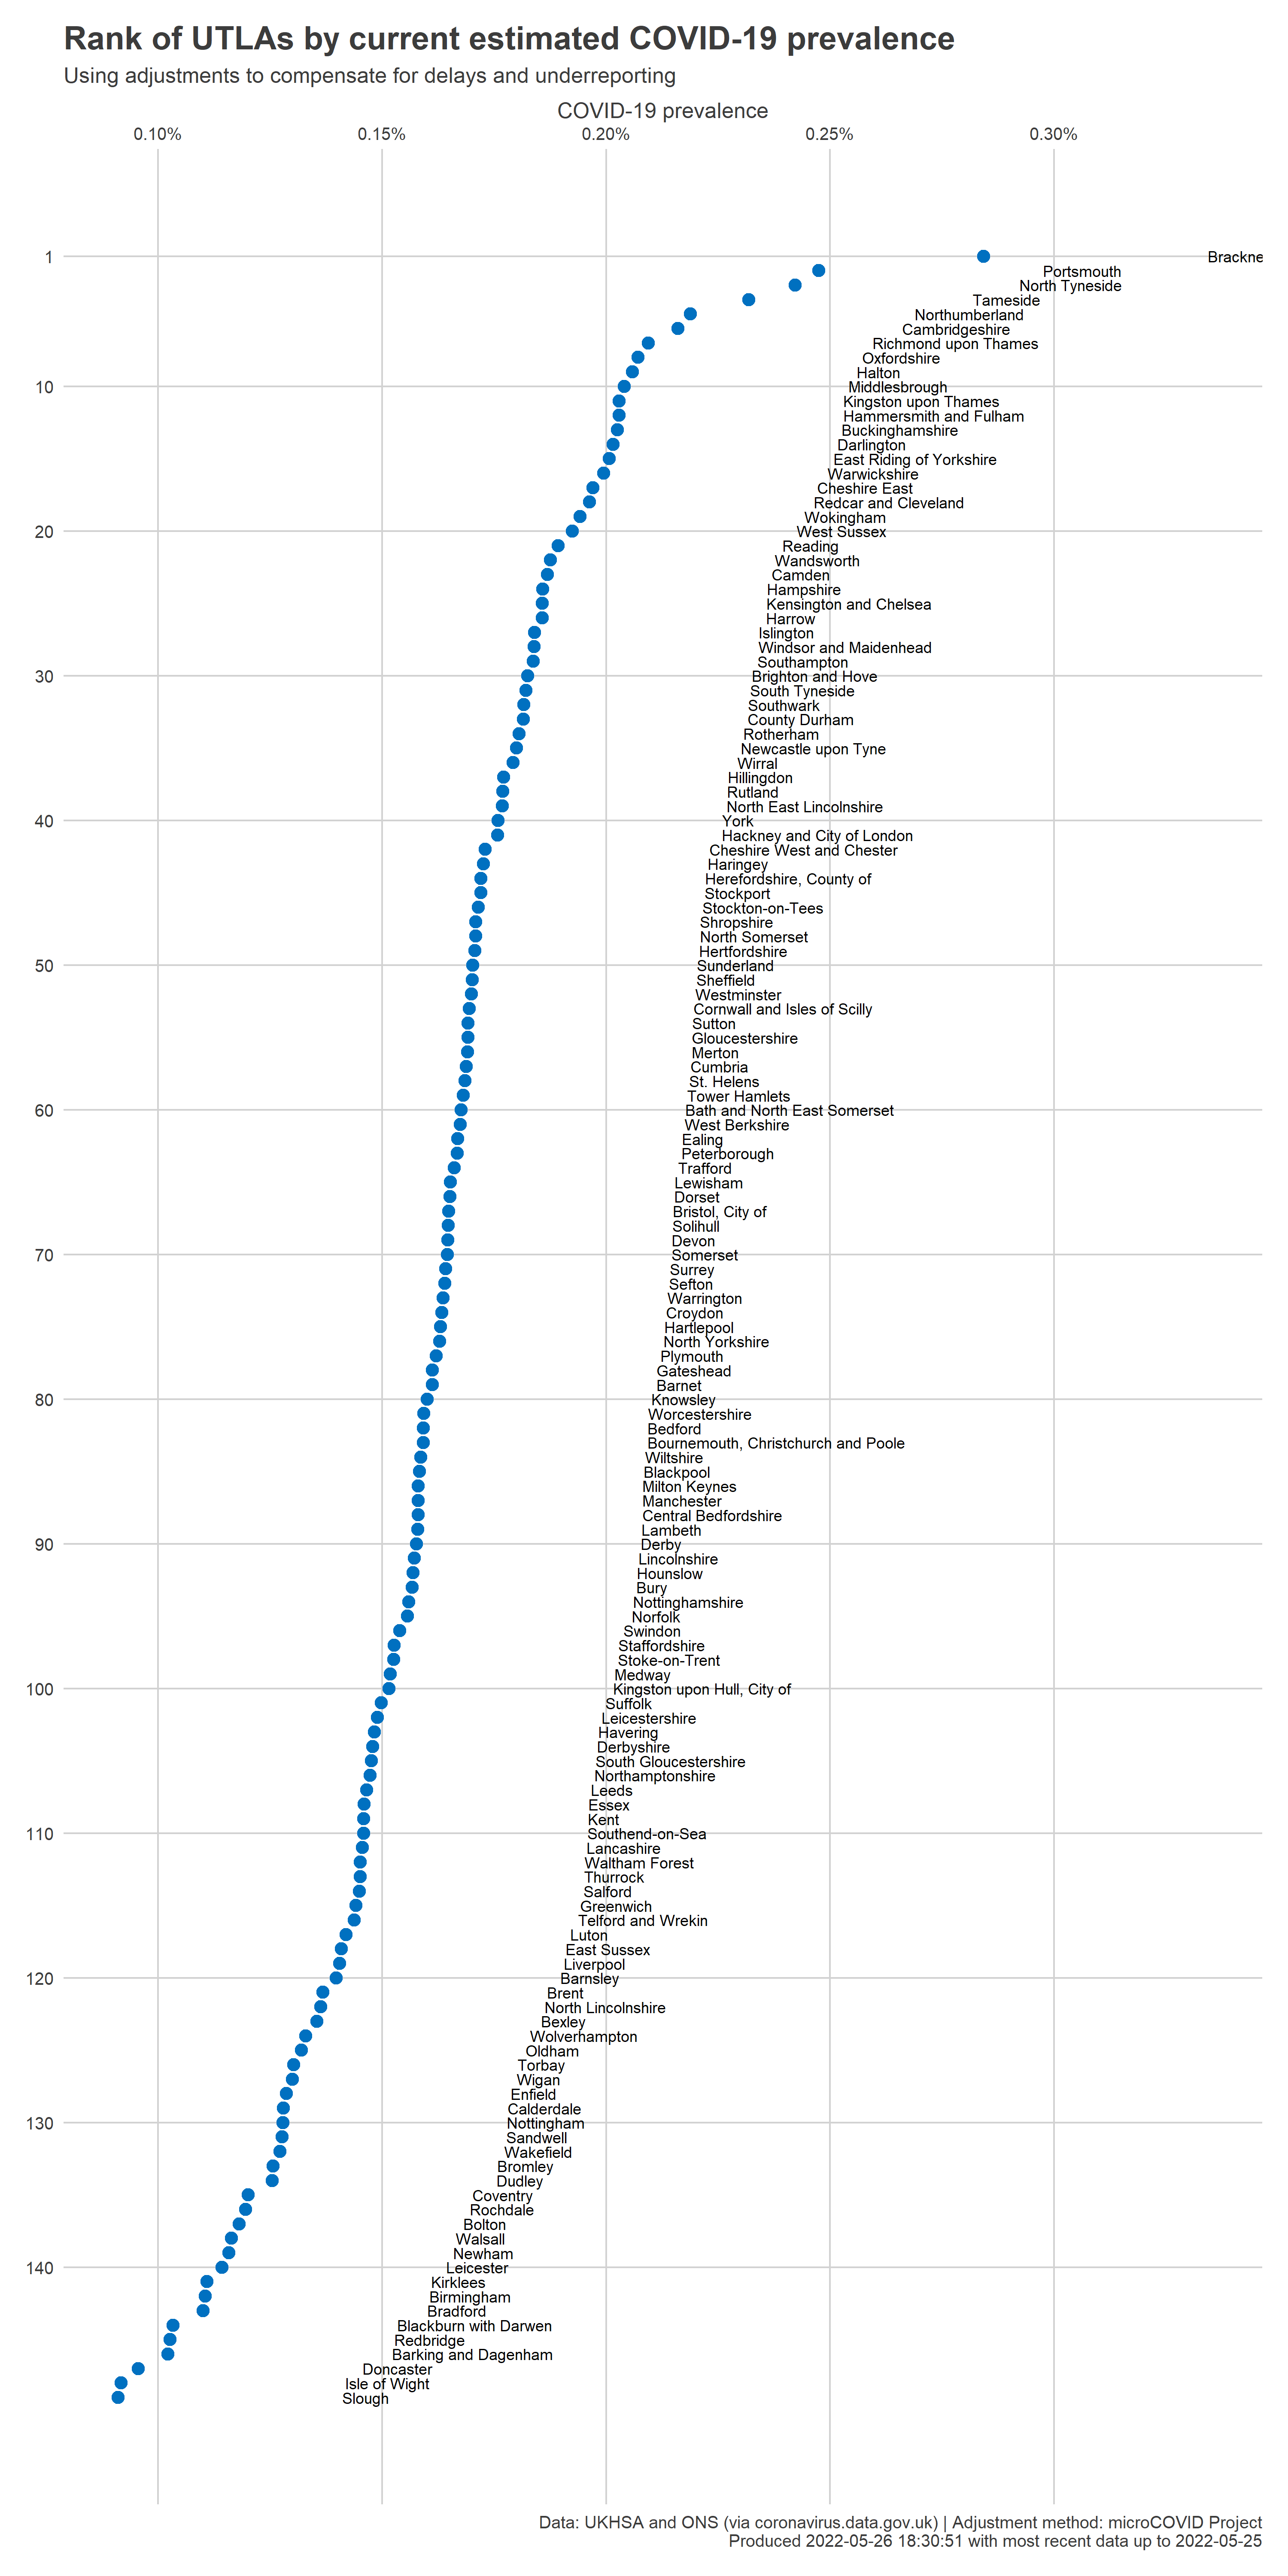 Rank of UTLAs by current estimated COVID-19 prevalence
Using adjustments to compensate for delays and underreporting
COVID-19 prevalence
0.10% 0.15% 0.20% 0.25% 0.30%
1 Brackne
Portsmouth
North Tyneside
Tameside
Northumberland
Cambridgeshire
Richmond upon Thames
Oxfordshire
Halton
10 Middlesbrough
Kingston upon Thames
Hammersmith and Fulham
Buckinghamshire
Darlington
East Riding of Yorkshire
Warwickshire
Cheshire East
Redcar and Cleveland
Wokingham
20 West Sussex
Reading
Wandsworth
Camden
Hampshire
Kensington and Chelsea
Harrow
Islington
Windsor and Maidenhead
Southampton
30 Brighton and Hove
South Tyneside
Southwark
County Durham
Rotherham
Newcastle upon Tyne
Wirral
Hillingdon
Rutland
North East Lincolnshire
40 York
Hackney and City of London
Cheshire West and Chester
Haringey
Herefordshire, County of
Stockport
Stockton-on-Tees
Shropshire
North Somerset
Hertfordshire
50 Sunderland
Sheffield
Westminster
Cornwall and Isles of Scilly
Sutton
Gloucestershire
Merton
Cumbria
St. Helens
Tower Hamlets
60 Bath and North East Somerset
West Berkshire
Ealing
Peterborough
Trafford
Lewisham
Dorset
Bristol, City of
Solihull
Devon
70 Somerset
Surrey
Sefton
Warrington
Croydon
Hartlepool
North Yorkshire
Plymouth
Gateshead
Barnet
80 Knowsley
Worcestershire
Bedford
Bournemouth, Christchurch and Poole
Wiltshire
Blackpool
Milton Keynes
Manchester
Central Bedfordshire
Lambeth
90 Derby
Lincolnshire
Hounslow
Bury
Nottinghamshire
Norfolk
Swindon
Staffordshire
Stoke-on-Trent
Medway
100 Kingston upon Hull, City of
Suffolk
Leicestershire
Havering
Derbyshire
South Gloucestershire
Northamptonshire
Leeds
Essex
Kent
110 Southend-on-Sea
Lancashire
Waltham Forest
Thurrock
Salford
Greenwich
Telford and Wrekin
Luton
East Sussex
Liverpool
120 Barnsley
Brent
North Lincolnshire
Bexley
Wolverhampton
Oldham
Torbay
Wigan
Enfield
Calderdale
130 Nottingham
Sandwell
Wakefield
Bromley
Dudley
Coventry
Rochdale
Bolton
Walsall
Newham
140 Leicester
Kirklees
Birmingham
Bradford
Blackburn with Darwen
Redbridge
Barking and Dagenham
Doncaster
Isle of Wight
Slough
Data: UKHSA and ONS (via coronavirus.data.gov.uk) | Adjustment method: microCOVID Project
Produced 2022-05-26 18:30:51 with most recent data up to 2022-05-25